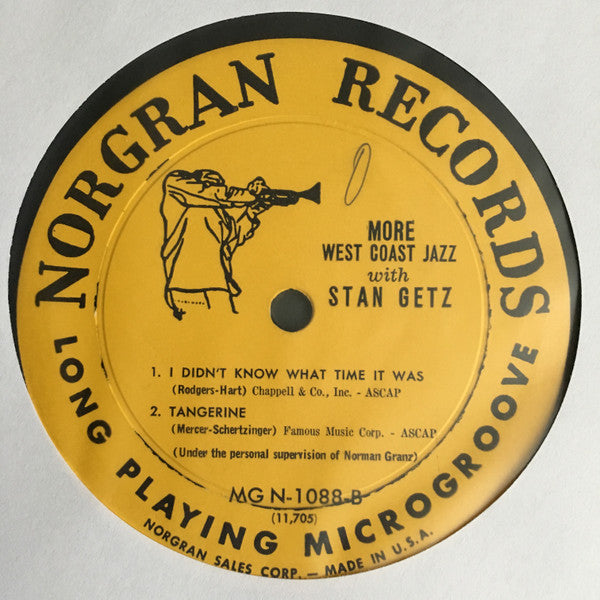 NORGRAN RECORDS
MORE
WEST COAST JAZZ
with
STAN GETZ
1. I DIDN'T KNOW WHAT TIME IT WAS
(Rodgers-Hart) Chappell & Co., Inc. - ASCAP
2. TANGERINE
(Mercer-Schertzinger) Famous Music Corp. - ASCAP
(Under the personal supervision of Norman Granz)
MG N-1088-B
(11,705)
LONG PLAYING MICROGROOVE
NORGRAN SALES CORP. — MADE IN U.S.A.